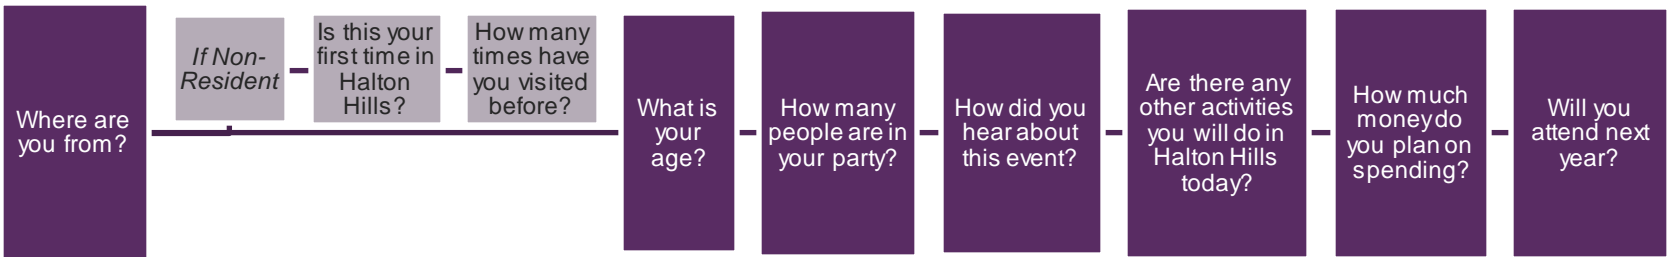 Where are
you from?
If Non-
Resident
Is this your
first time in
Halton
Hills?
How many
times have
you visited
before?
What is
your
age?
How many
people are in
your party?
How did you
hear about
this event?
Are there any
other activities
you will do in
Halton Hills
today?
How much
money do
you plan on
spending?
Will you
attend next
year?